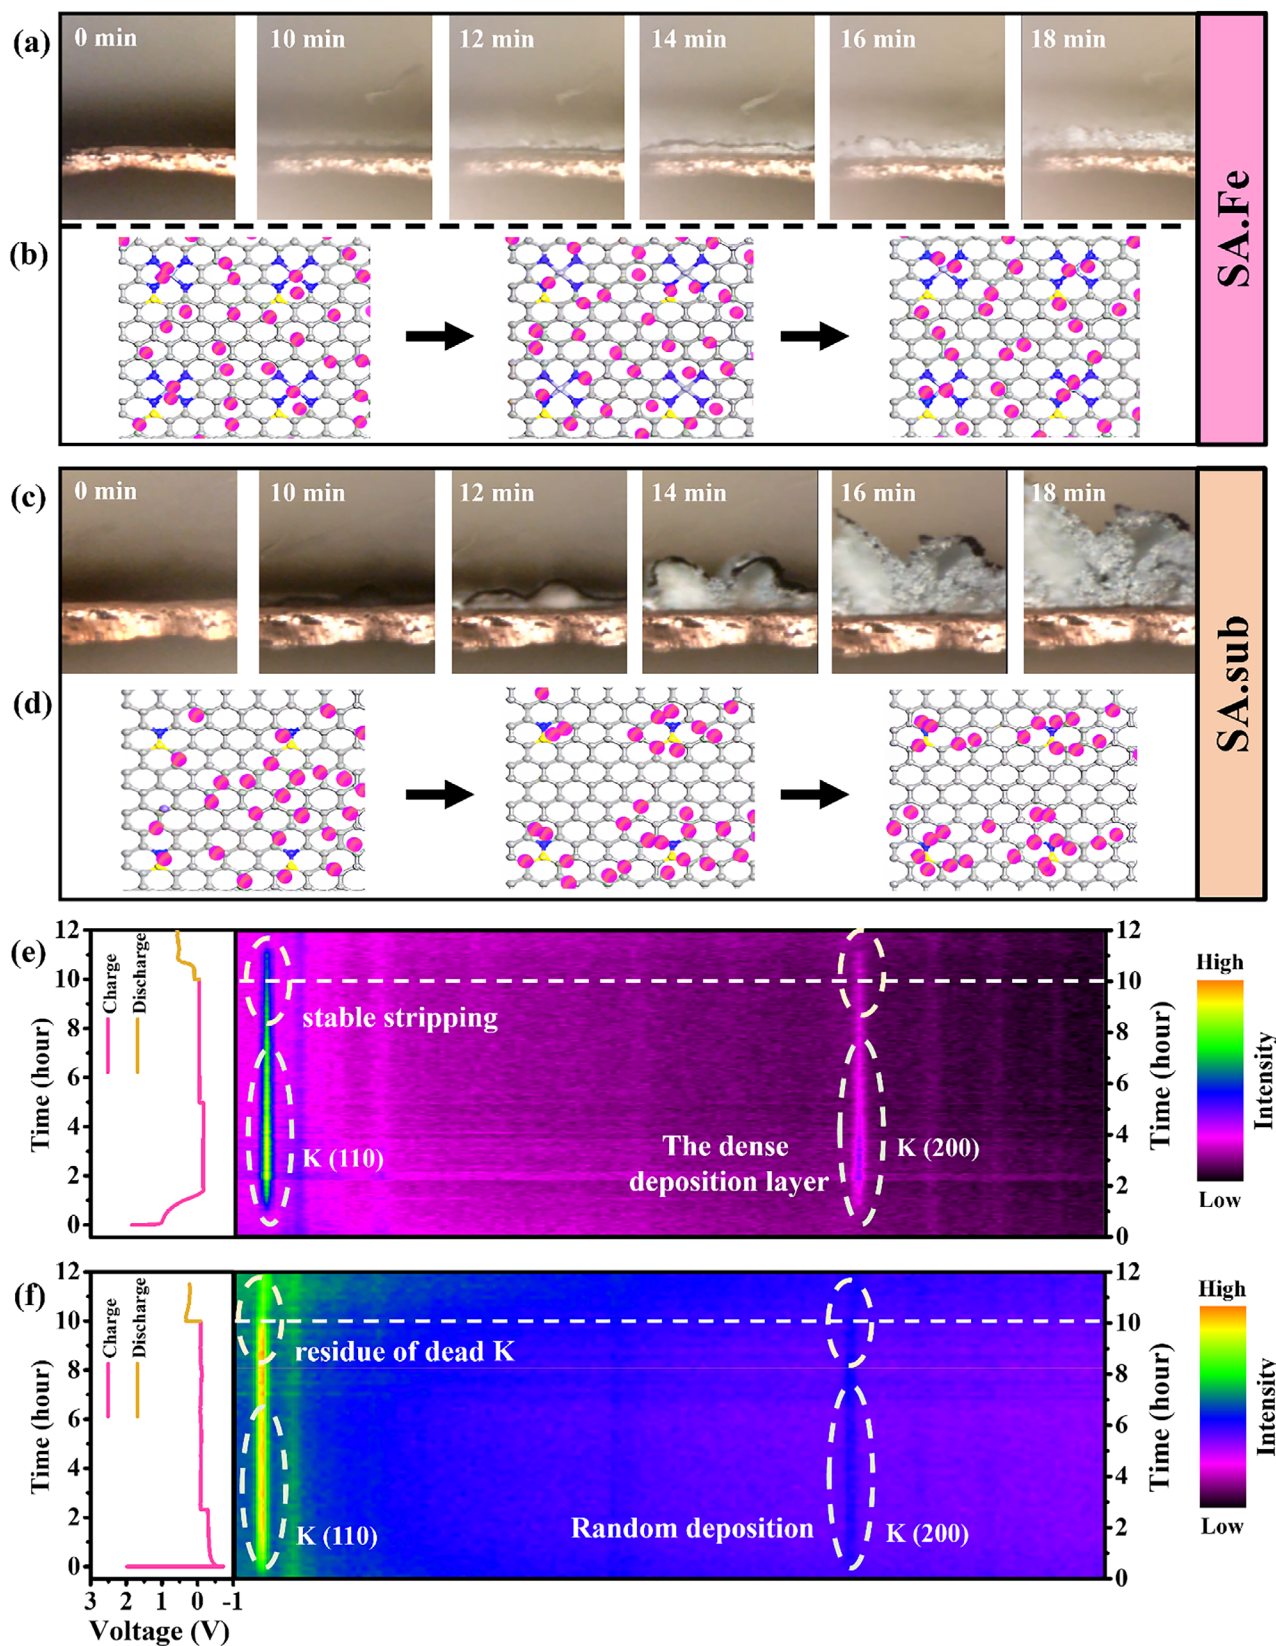 (a)
0 min
10 min
12 min
14 min
16 min
18 min
SA.Fe
(b)
(c)
0 min
10 min
12 min
14 min
16 min
18 min
SA.sub
(d)
(e)
Time (hour)
12
10
8
6
4
2
0
Charge
Discharge
stable stripping
K (110)
The dense
deposition layer
K (200)
12
10
8
6
4
2
0
Time (hour)
High
Intensity
Low
(f)
Time (hour)
12
10
8
6
4
2
0
Charge
Discharge
residue of dead K
K (110)
Random deposition
K (200)
12
10
8
6
4
2
0
Time (hour)
High
Intensity
Low
3 2 1 0 -1
Voltage (V)